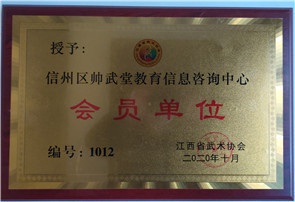 授予：
信州区帅武堂教育信息咨询中心
会员单位
编号：1012
江西省武术协会
二〇二〇年十月